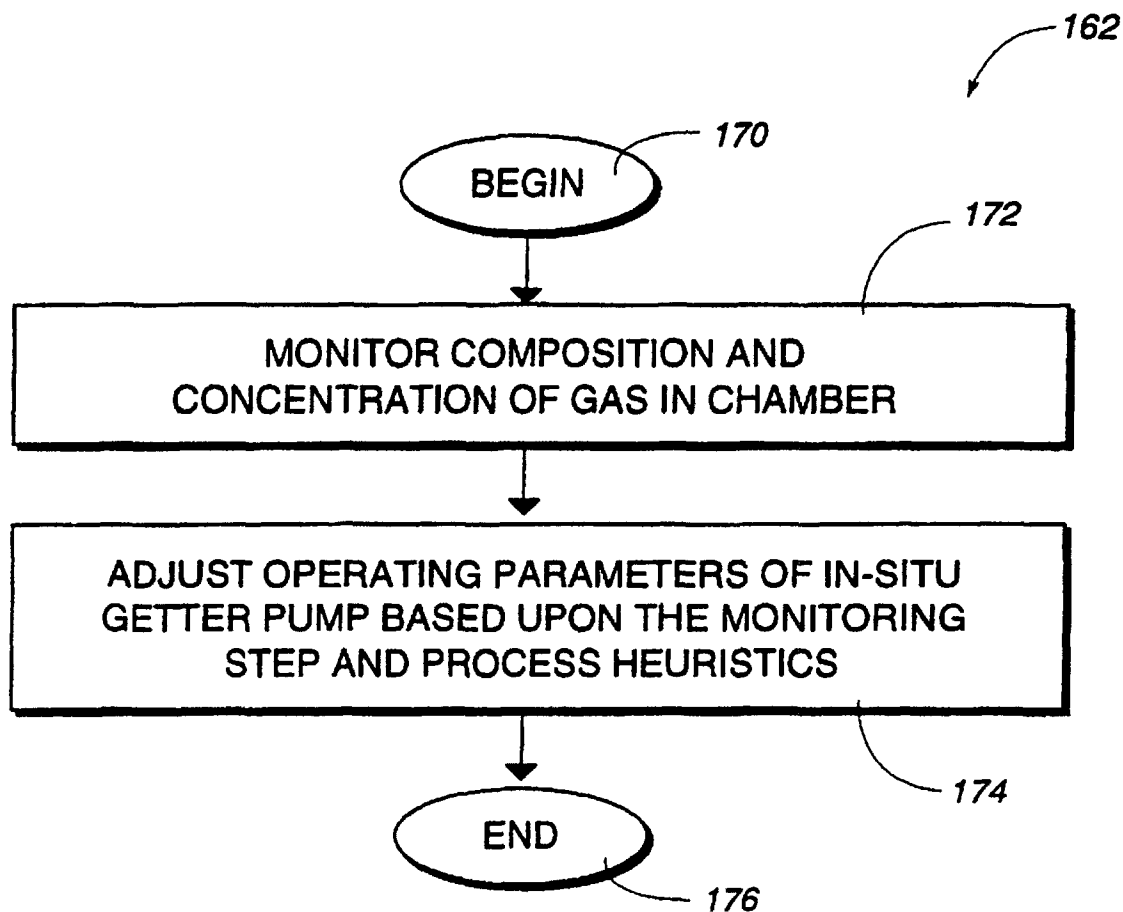 162
170
BEGIN
172
MONITOR COMPOSITION AND
CONCENTRATION OF GAS IN CHAMBER
ADJUST OPERATING PARAMETERS OF IN-SITU
GETTER PUMP BASED UPON THE MONITORING
STEP AND PROCESS HEURISTICS
174
END
176